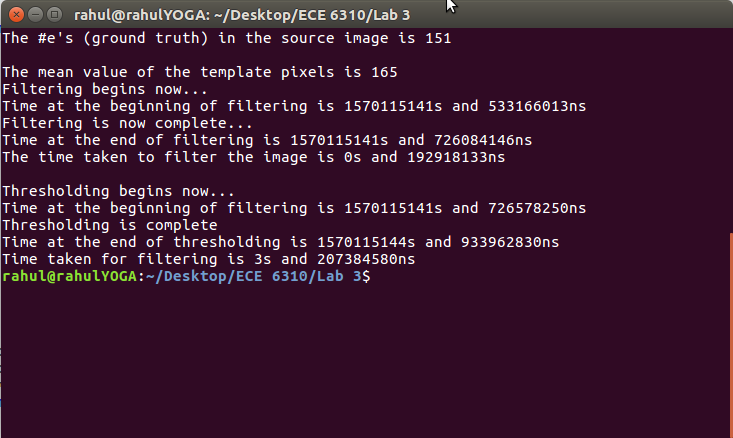 rahul@rahulYOGA: ~/Desktop/ECE 6310/Lab 3
The #e's (ground truth) in the source image is 151
The mean value of the template pixels is 165
Filtering begins now...
Time at the beginning of filtering is 1570115141s and 533166013ns
Filtering is now complete...
Time at the end of filtering is 1570115141s and 726084146ns
The time taken to filter the image is 0s and 192918133ns
Thresholding begins now...
Time at the beginning of filtering is 1570115141s and 726578250ns
Thresholding is complete
Time at the end of thresholding is 1570115144s and 933962830ns
Time taken for filtering is 3s and 207384580ns
rahul@rahulYOGA:~/Desktop/ECE 6310/Lab 3$